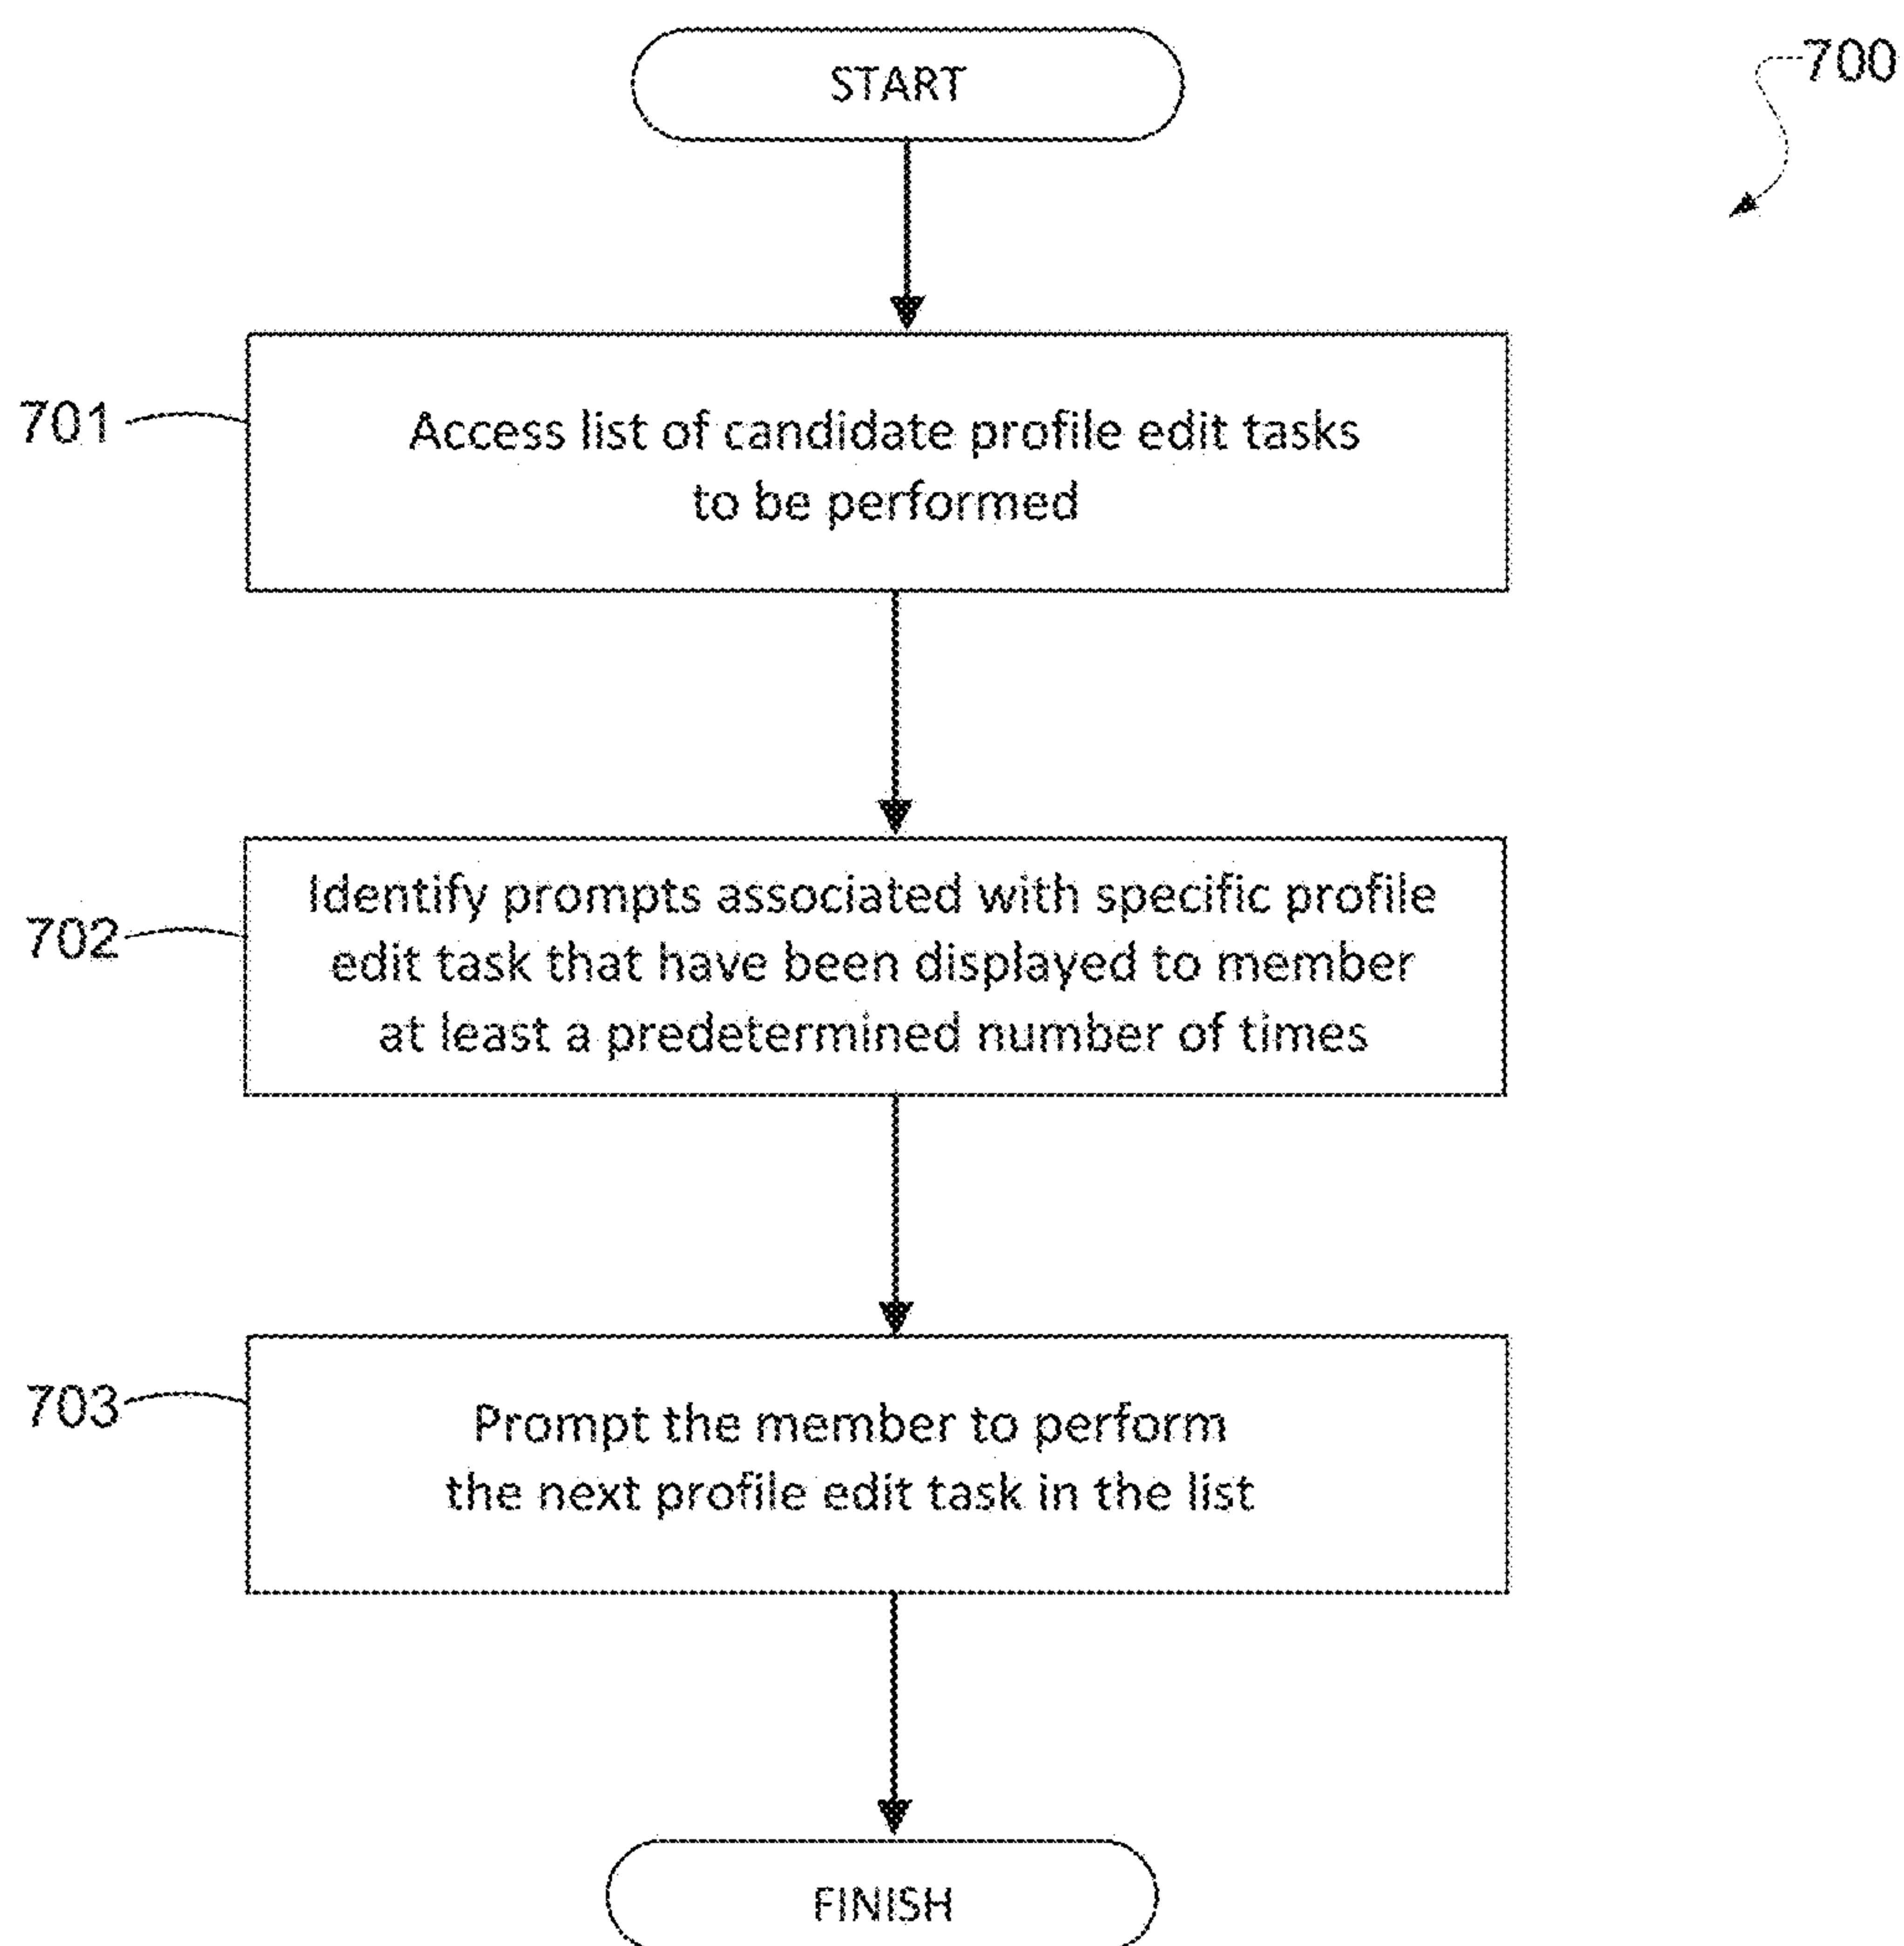 START
700
701
Access list of candidate profile edit tasks
to be performed
702
Identify prompts associated with specific profile
edit task that have been displayed to member
at least a predetermined number of times
703
Prompt the member to perform
the next profile edit task in the list
FINISH